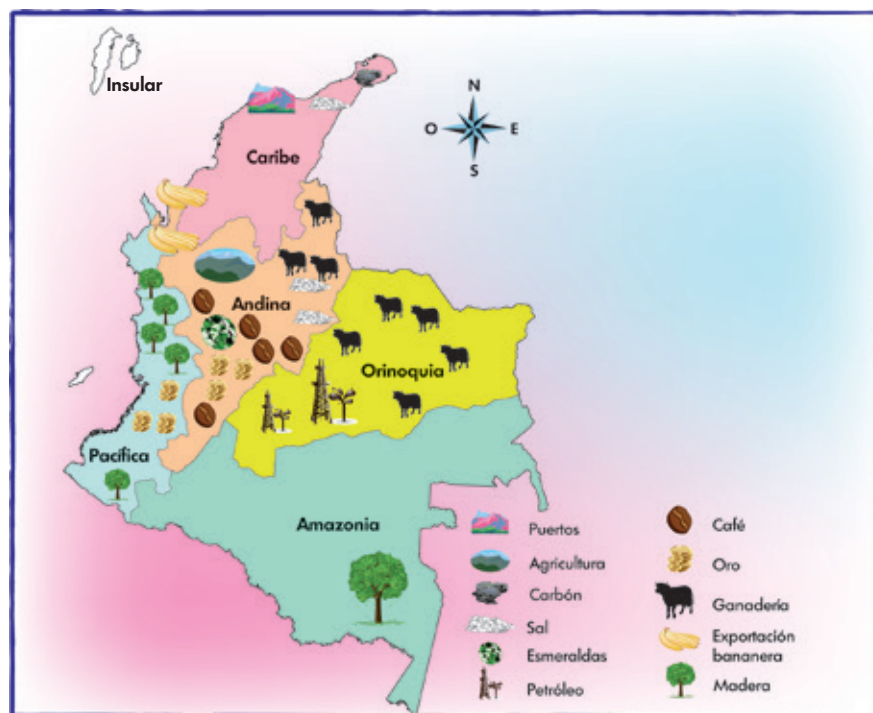 Insular
N
O
E
S
Caribe
Andina
Orinoquia
Pacífica
Amazonia
Puertos
Agricultura
Carbón
Sal
Esmeraldas
Petróleo
Café
Oro
Ganadería
Exportación
bananera
Madera